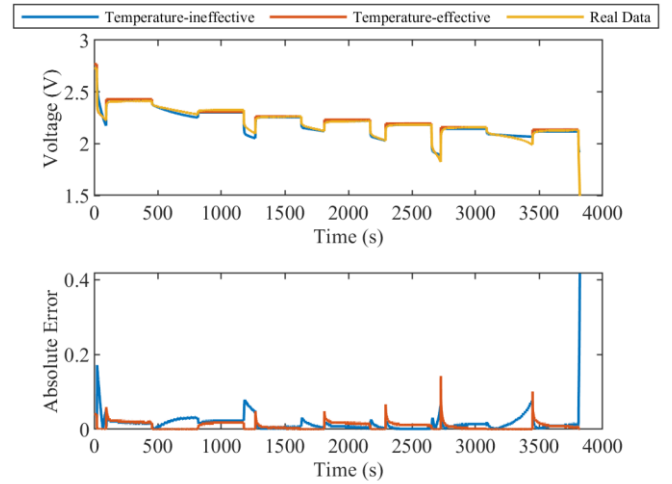 Temperature-ineffective Temperature-effective Real Data
3
2.5
2
1.5
Voltage (V)
0 500 1000 1500 2000 2500 3000 3500 4000
Time (s)
0.4
0.2
0
Absolute Error
0 500 1000 1500 2000 2500 3000 3500 4000
Time (s)